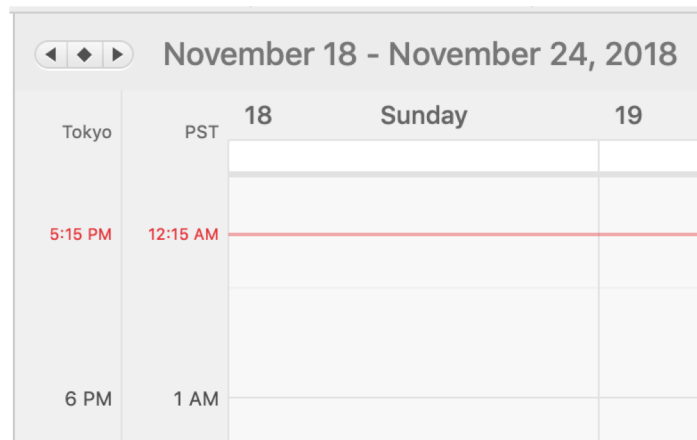 November 18 - November 24, 2018
18 Sunday 19
Tokyo PST
5:15 PM 12:15 AM
6 PM 1 AM